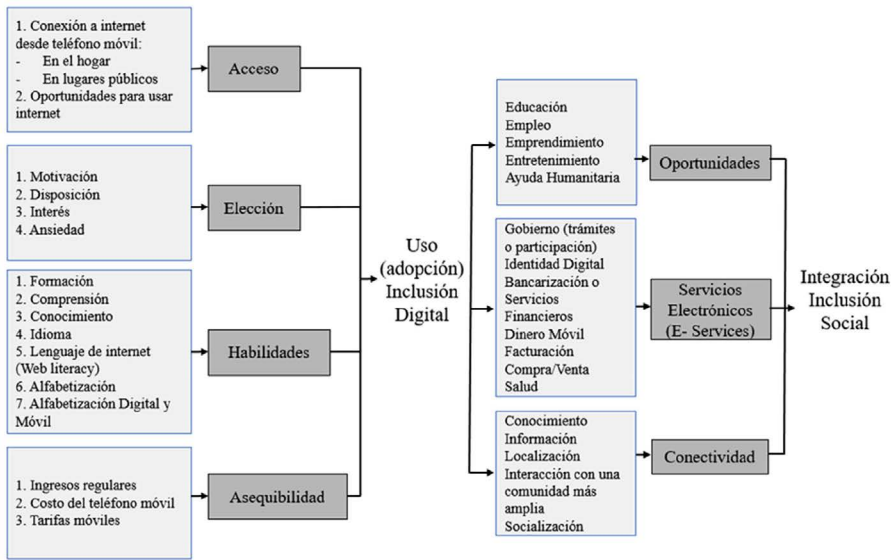 1. Conexión a internet
desde teléfono móvil:
- En el hogar
- En lugares públicos
2. Oportunidades para usar
internet
Acceso
1. Motivación
2. Disposición
3. Interés
4. Ansiedad
Elección
1. Formación
2. Comprensión
3. Conocimiento
4. Idioma
5. Lenguaje de internet
(Web literacy)
6. Alfabetización
7. Alfabetización Digital y
Móvil
Habilidades
1. Ingresos regulares
2. Costo del teléfono móvil
3. Tarifas móviles
Asequibilidad
Uso
(adopción)
Inclusión
Digital
Educación
Empleo
Emprendimiento
Entretenimiento
Ayuda Humanitaria
Oportunidades
Gobierno (trámites
o participación)
Identidad Digital
Bancarización o
Servicios
Financieros
Dinero Móvil
Facturación
Compra/Venta
Salud
Servicios
Electrónicos
(E- Services)
Conocimiento
Información
Localización
Interacción con una
comunidad más
amplia
Socialización
Conectividad
Integración
Inclusión
Social